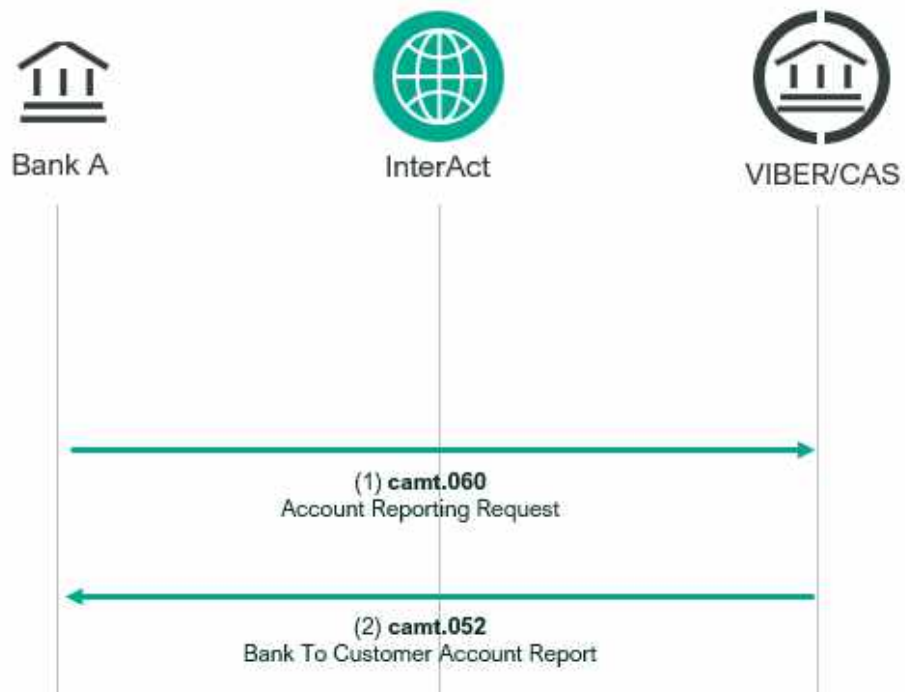 Bank A
InterAct
VIBER/CAS
(1) camt.060
Account Reporting Request
(2) camt.052
Bank To Customer Account Report